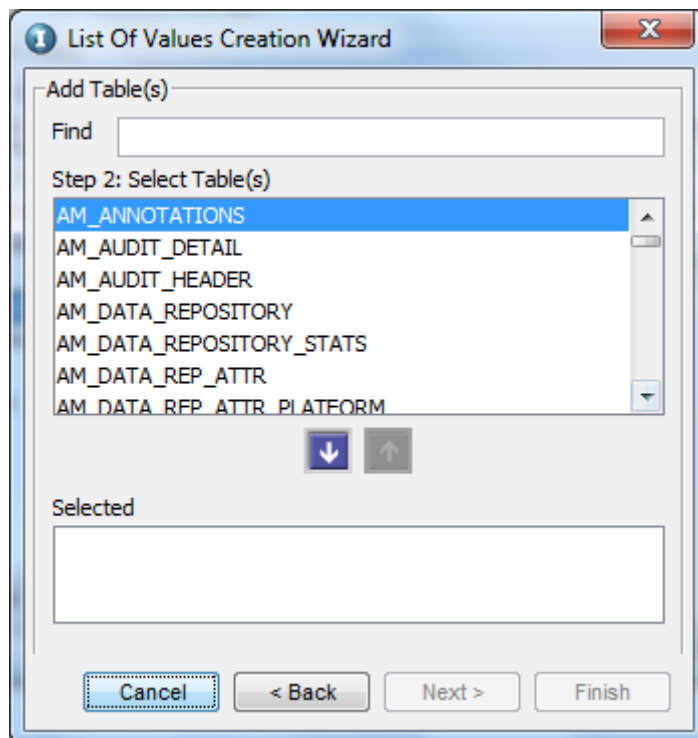 List Of Values Creation Wizard
Add Table(s)
Find
Step 2: Select Table(s)
AM_ANNOTATIONS
AM_AUDIT_DETAIL
AM_AUDIT_HEADER
AM_DATA_REPOSITORY
AM_DATA_REPOSITORY_STATS
AM_DATA_REP_ATTR
AM_DATA_REP_ATTR_PLATFORM
Selected
Cancel < Back Next > Finish